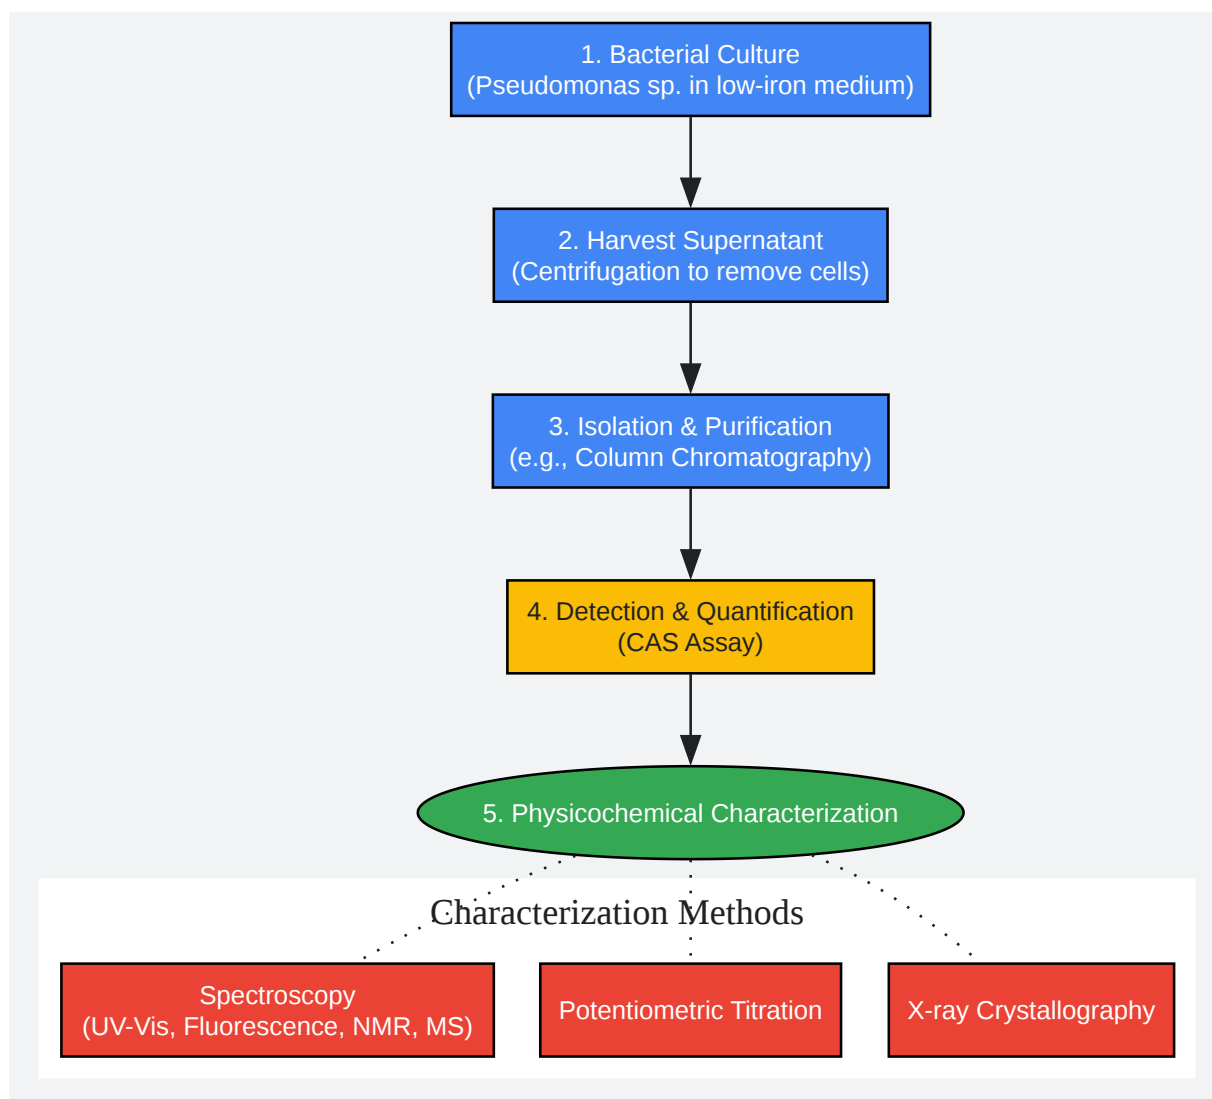 1. Bacterial Culture
(Pseudomonas sp. in low-iron medium)
2. Harvest Supernatant
(Centrifugation to remove cells)
3. Isolation & Purification
(e.g., Column Chromatography)
4. Detection & Quantification
(CAS Assay)
5. Physicochemical Characterization
Characterization Methods
Spectroscopy
(UV-Vis, Fluorescence, NMR, MS)
Potentiometric Titration
X-ray Crystallography